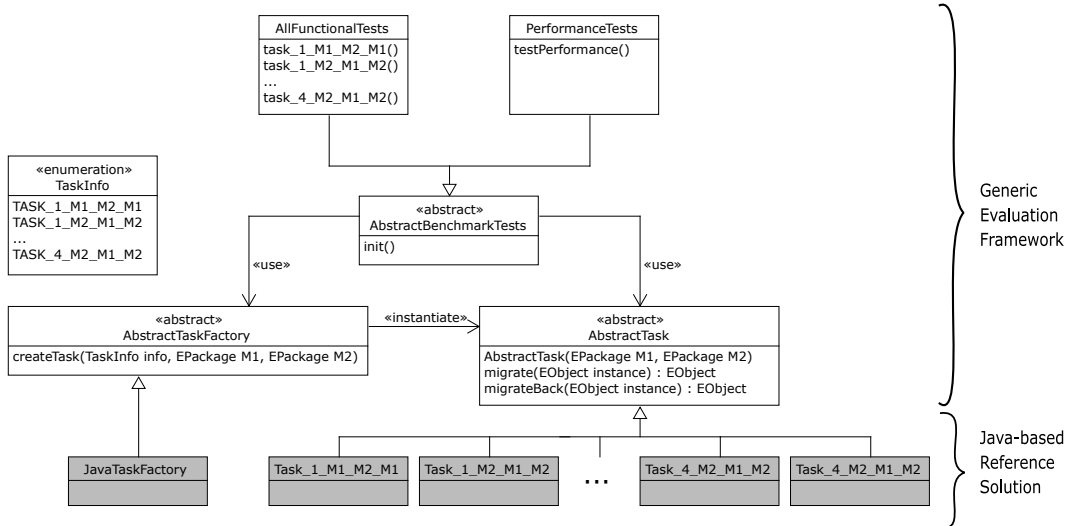 AllFunctionalTests
task_1_M1_M2_M1()
task_1_M2_M1_M2()
...
task_4_M2_M1_M2()
PerformanceTests
testPerformance()
«enumeration»
TaskInfo
TASK_1_M1_M2_M1
TASK_1_M2_M1_M2
...
TASK_4_M2_M1_M2
«abstract»
AbstractBenchmarkTests
init()
Generic
Evaluation
Framework
«use»
«use»
«abstract»
AbstractTaskFactory
createTask(TaskInfo info, EPackage M1, EPackage M2)
«instantiate»
«abstract»
AbstractTask
AbstractTask(EPackage M1, EPackage M2)
migrate(EObject instance) : EObject
migrateBack(EObject instance) : EObject
JavaTaskFactory
Task_1_M1_M2_M1
Task_1_M2_M1_M2
...
Task_4_M2_M1_M2
Task_4_M2_M1_M2
Java-based
Reference
Solution